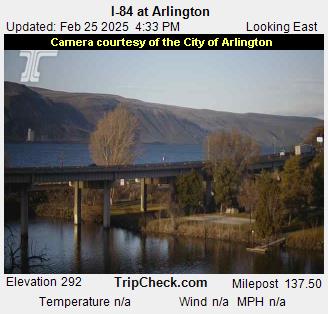 I-84 at Arlington
Updated: Feb 25 2025 4:33 PM Looking East
Camera courtesy of the City of Arlington
Elevation 292 TripCheck.com Milepost 137.50
Temperature n/a Wind n/a MPH n/a